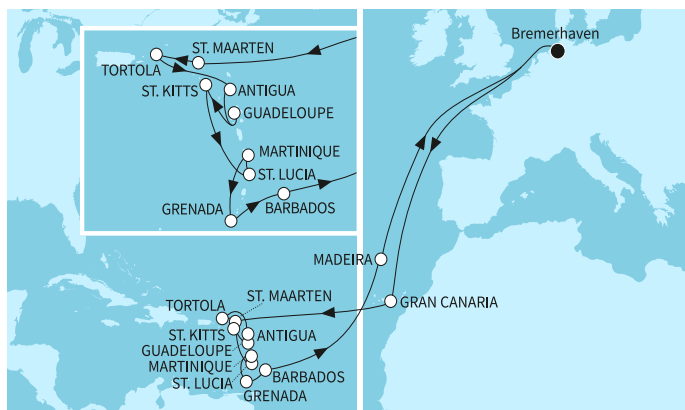 Bremerhaven
ST. MAARTEN
TORTOLA
ST. KITTS
ANTIGUA
GUADELOUPE
MARTINIQUE
ST. LUCIA
GRENADA
BARBADOS
MADEIRA
GRAN CANARIA
TORTOLA
ST. MAARTEN
ST. KITTS
ANTIGUA
GUADELOUPE
MARTINIQUE
BARBADOS
ST. LUCIA
GRENADA